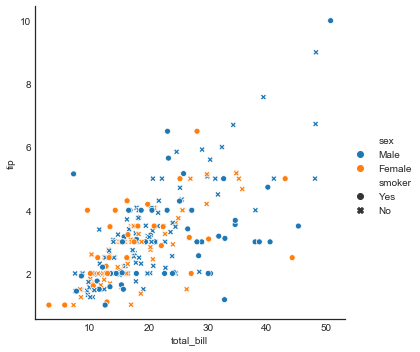 10
8
6
4
2
tip
10
20
30
40
50
total_bill
sex
Male
Female
smoker
Yes
No